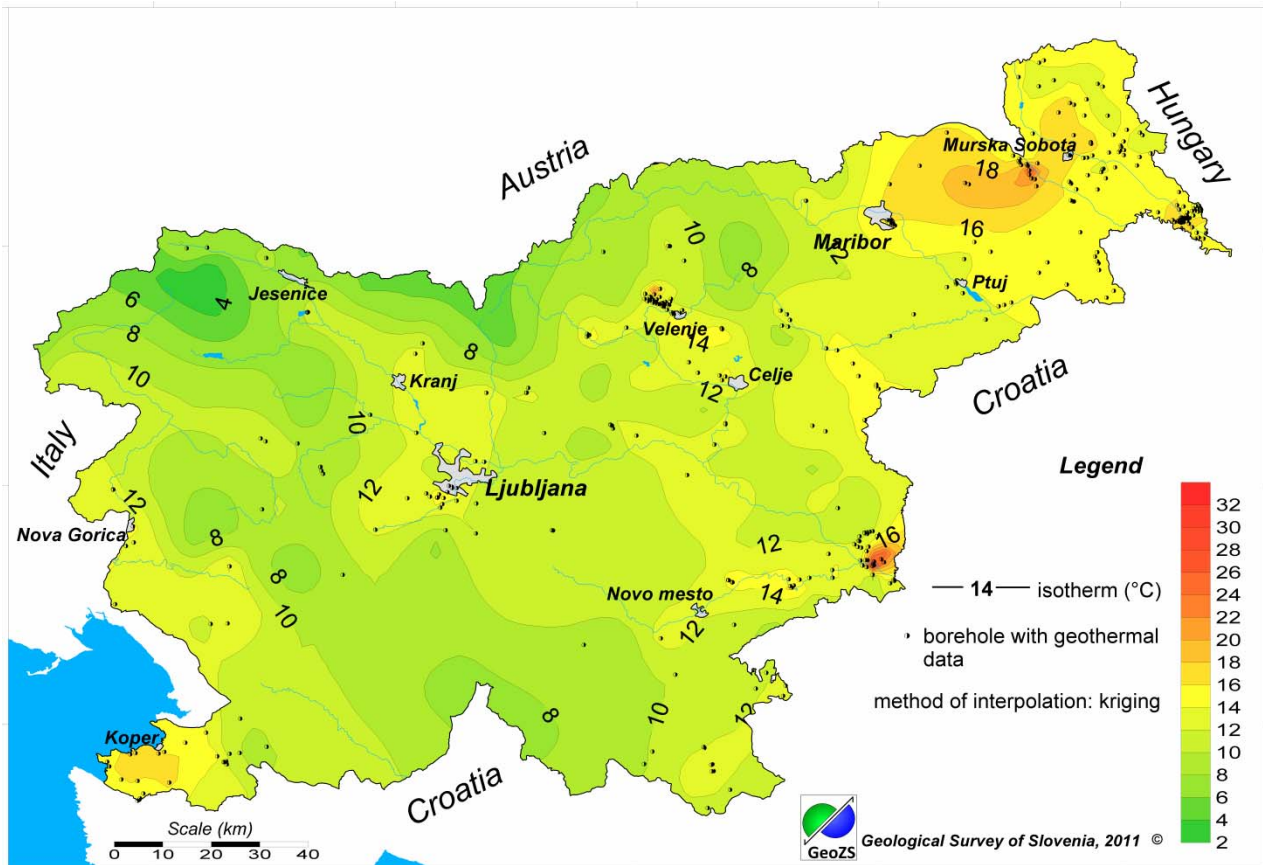 Austria
Hungary
Murska Sobota
18
16
10
Maribor
2
8
6
4
Jesenice
Ptuj
8
Velenje
14
8
10
Kranj
12
Celje
Croatia
10
Italy
12
Ljubljana
12
Nova Gorica
8
16
12
8
Novo mesto
14
10
12
8
10
12
Koper
Croatia
Scale (km)
0 10 20 30 40
Legend
14 isotherm (°C)
borehole with geothermal
data
method of interpolation: kriging
32
30
28
26
24
22
20
18
16
14
12
10
8
6
4
2
GeoZS
Geological Survey of Slovenia, 2011 ©